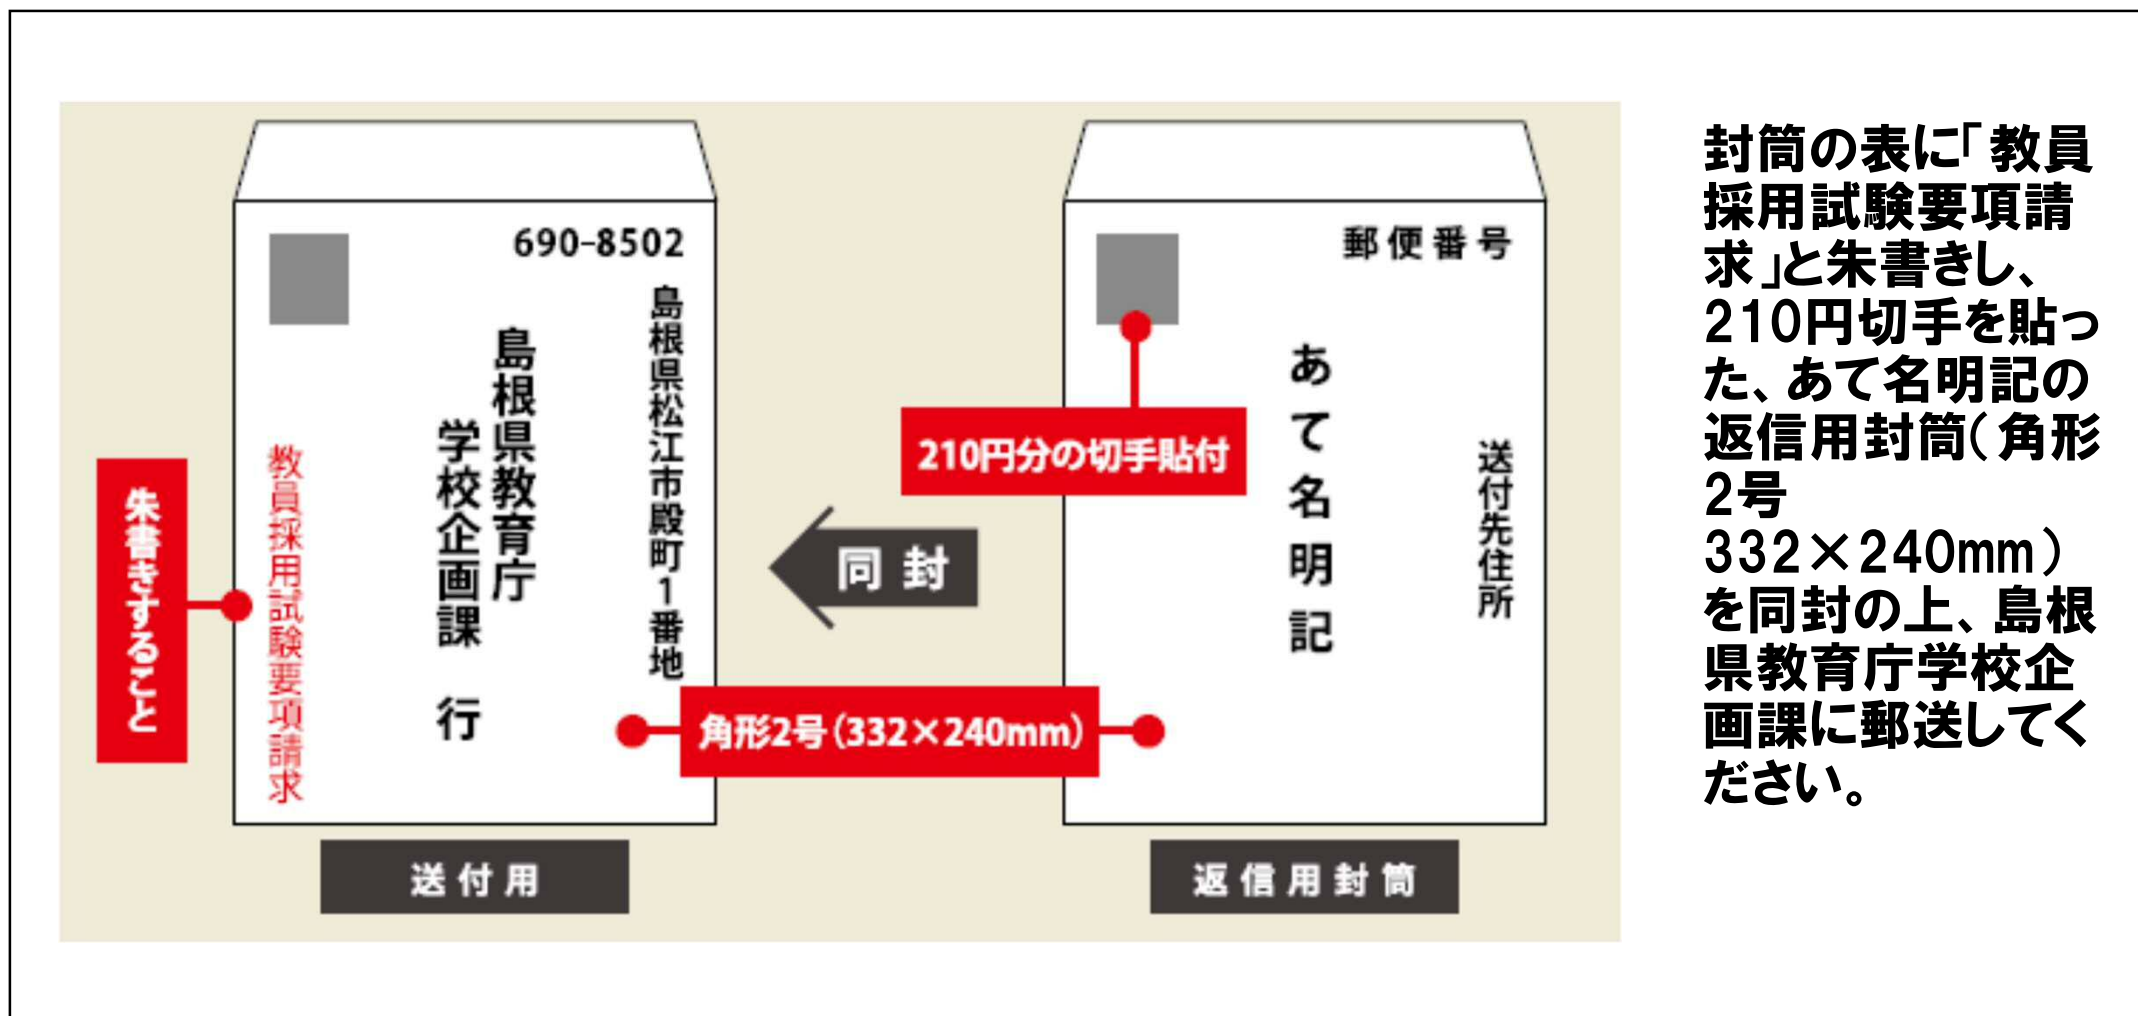 690-8502
島根県松江市殿町1番地
島根県教育庁
学校企画課 行
教員採用試験要項請求
朱書きすること
送付用
同封
角形2号(332×240mm)
210円分の切手貼付
郵便番号
送付先住所
あて名明記
返信用封筒
封筒の表に「教員
採用試験要項請
求」と朱書きし、
210円切手を貼っ
た、あて名明記の
返信用封筒(角形
2号
332×240mm)
を同封の上、島根
県教育庁学校企
画課に郵送してく
ださい。